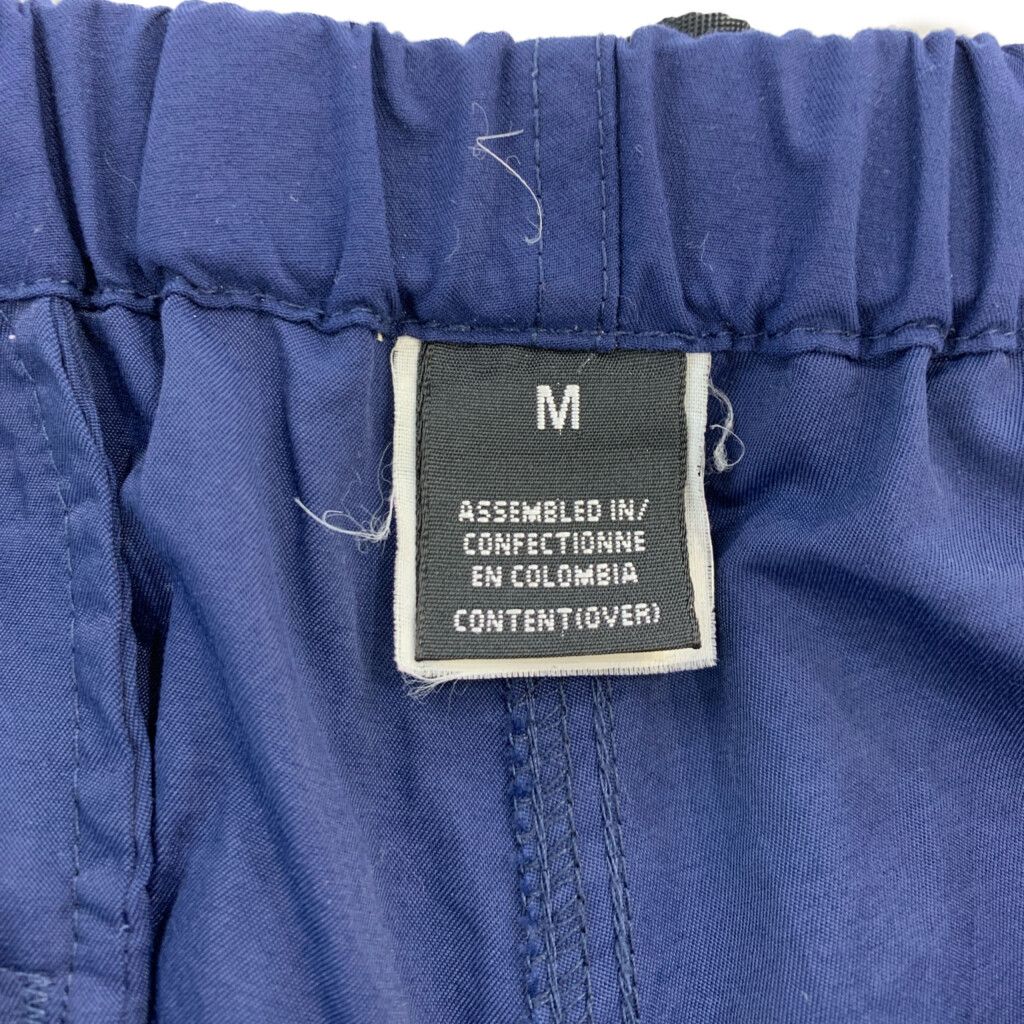 M
ASSEMBLED IN/
CONFECTIONNE
EN COLOMBIA
CONTENT(OVER)